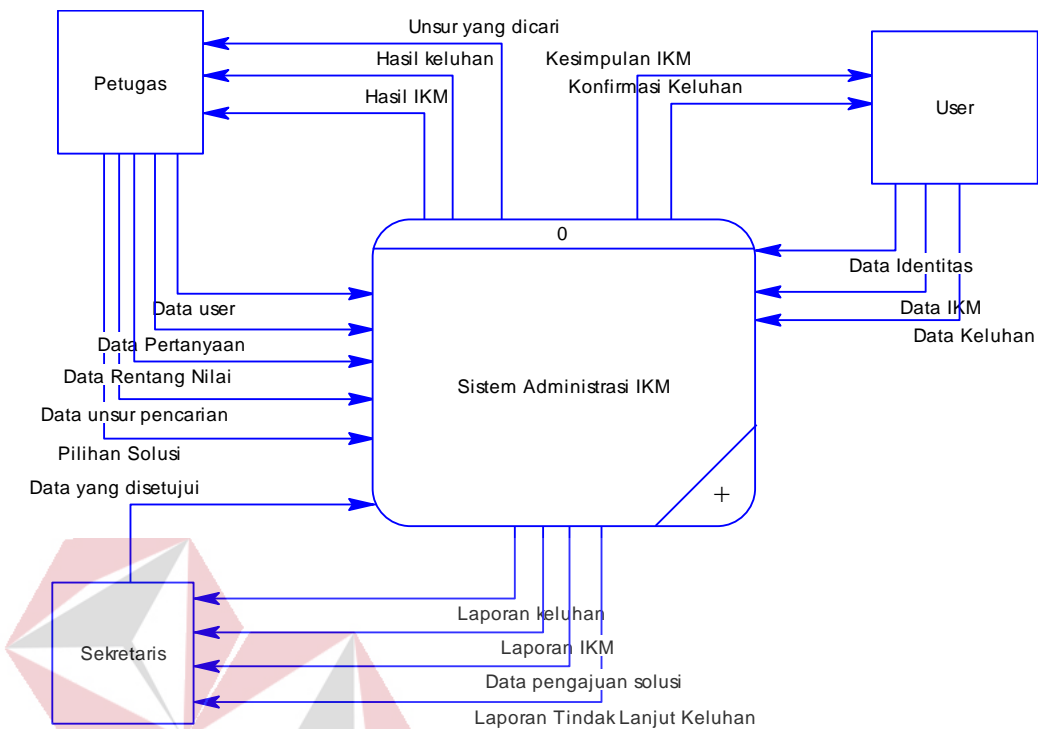 Unsur yang dicari
Hasil keluhan
Hasil IKM
Petugas
Kesimpulan IKM
Konfirmasi Keluhan
User
0
Data Identitas
Data IKM
Data Keluhan
Data user
Data Pertanyaan
Data Rentang Nilai
Data unsur pencarian
Pilihan Solusi
Sistem Administrasi IKM
+
Data yang disetujui
Sekretaris
Laporan keluhan
Laporan IKM
Data pengajuan solusi
Laporan Tindak Lanjut Keluhan